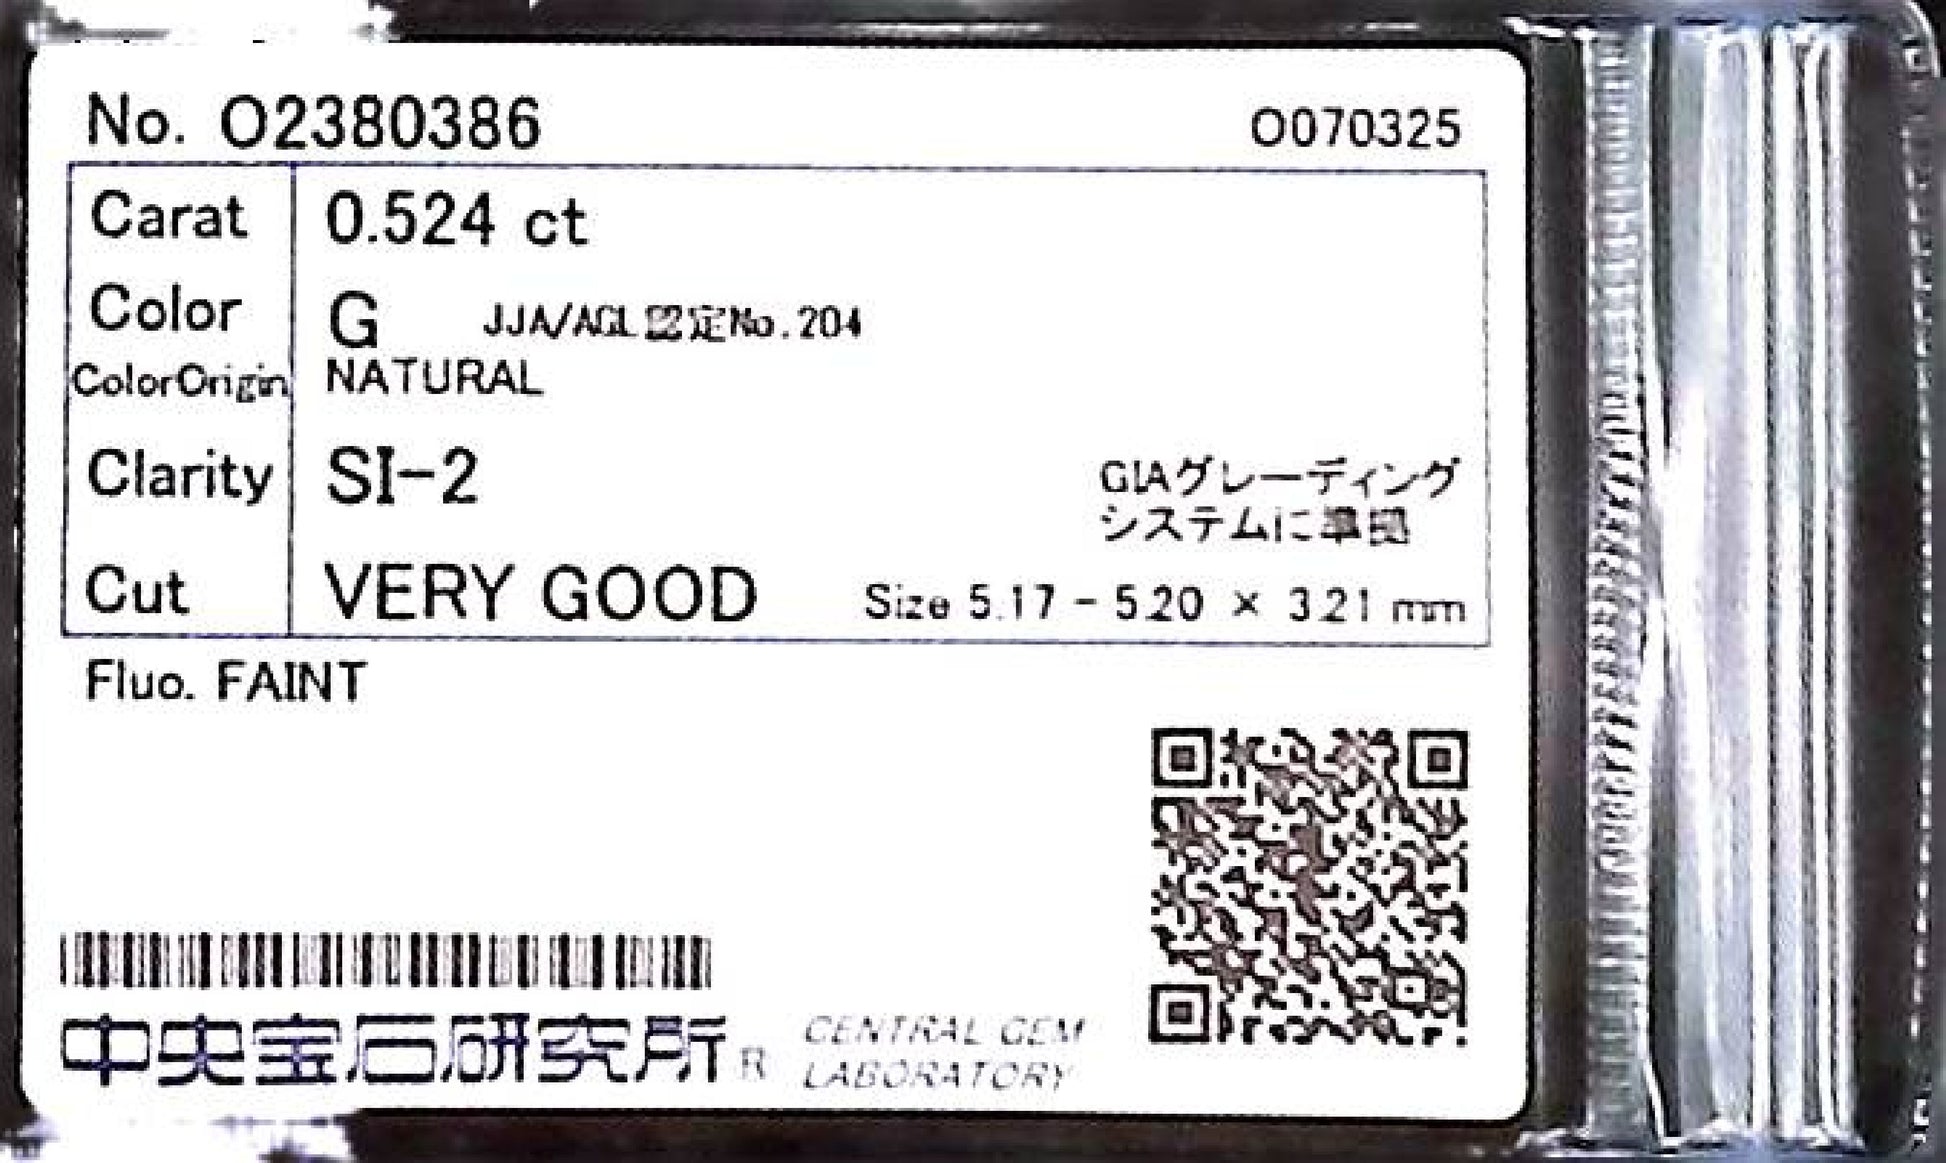 No. O2380386
O070325
Carat 0.524 ct
Color G JJA/AGL認定No.204
ColorOrigin NATURAL
Clarity SI-2
GIAグレーディング
システムに準拠
Cut VERY GOOD Size 5.17 - 5.20 × 3.21 mm
Fluo. FAINT
中央宝石研究所 R
CENTRAL GEM
LABORATORY